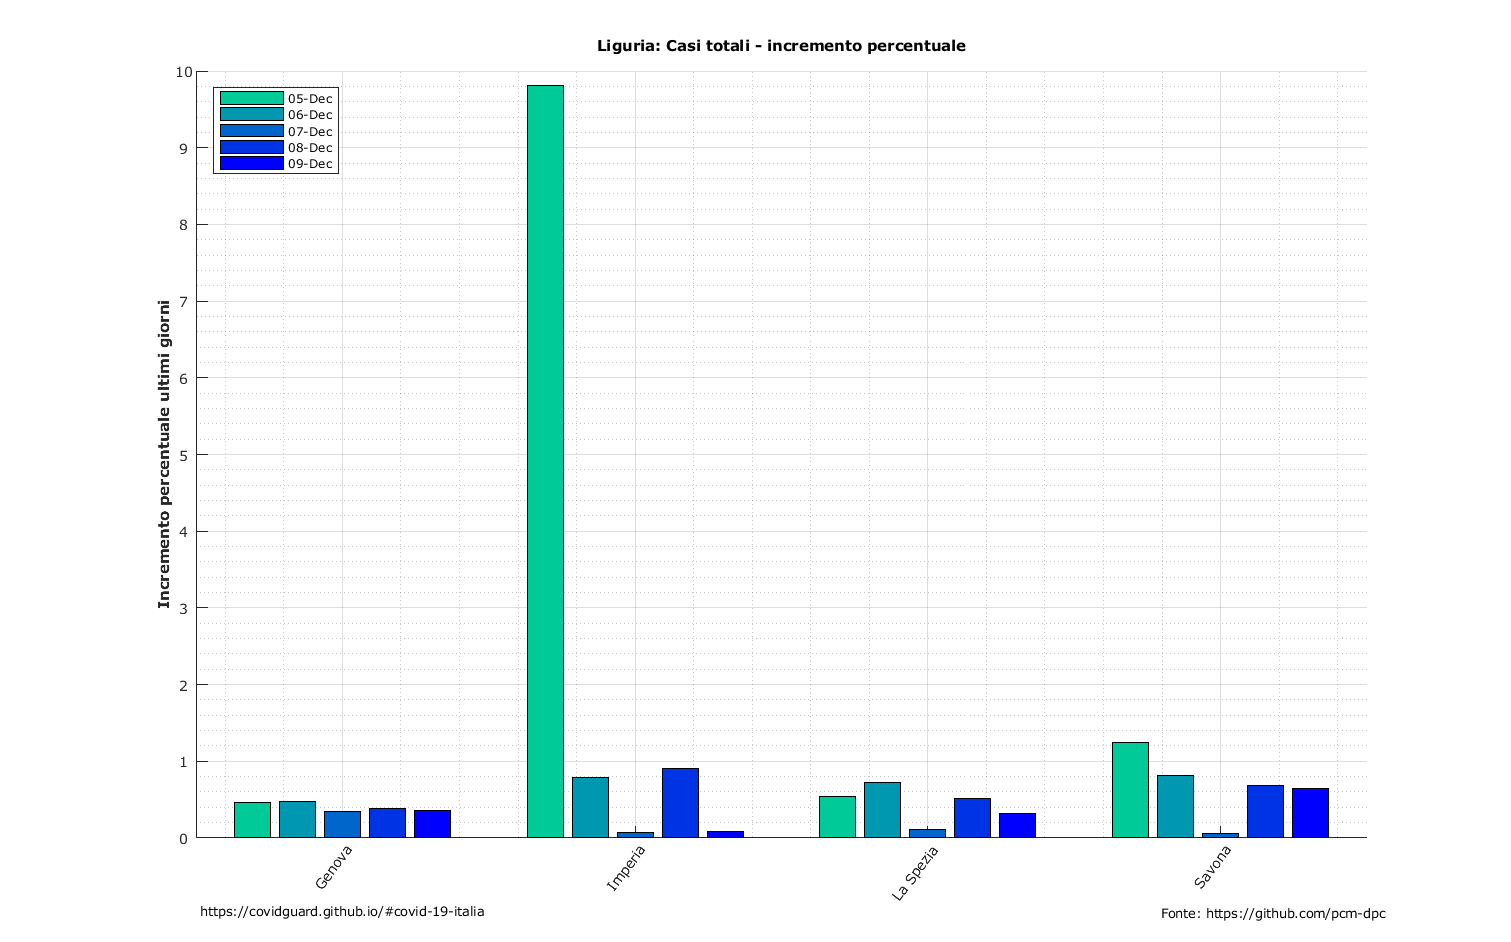 Liguria: Casi totali - incremento percentuale
10
9
8
7
6
5
4
3
2
1
0
Incremento percentuale ultimi giorni
05-Dec
06-Dec
07-Dec
08-Dec
09-Dec
Genova
Imperia
La Spezia
Savona
https://covidguard.github.io/#covid-19-italia
Fonte: https://github.com/pcm-dpc